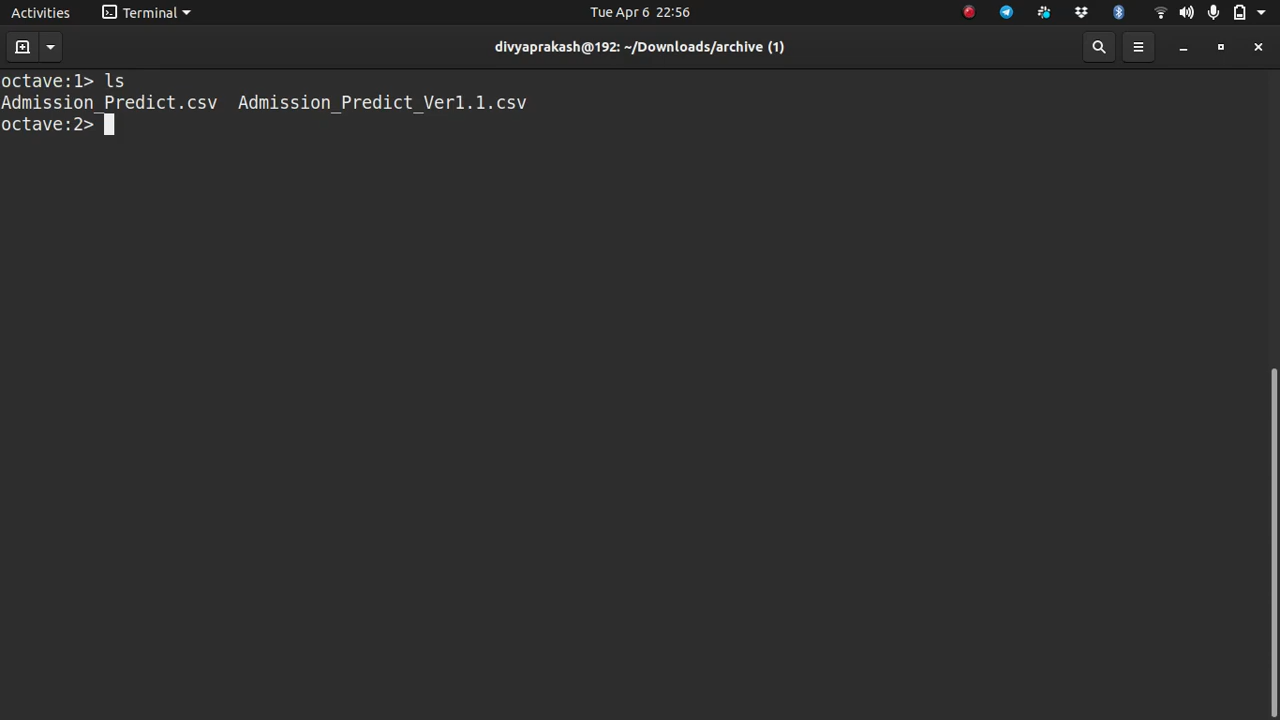 Activities Terminal Tue Apr 6 22:56
divyaprakash@192: ~/Downloads/archive (1)
octave:1> ls
Admission_Predict.csv Admission_Predict_Ver1.1.csv
octave:2>